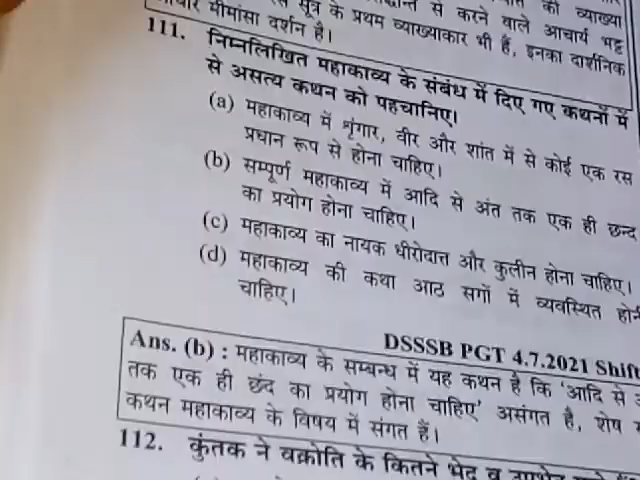 की व्याख्या
सिद्धान्त से करने वाले आचार्य भट्ट
सूत्र के प्रथम व्याख्याकार भी हैं, इनका दार्शनिक
मीमांसा दर्शन है।
111. निम्नलिखित महाकाव्य के संबंध में दिए गए कथनों में
से असत्य कथन को पहचानिए।
(a) महाकाव्य में शृंगार, वीर और शांत में से कोई एक रस
प्रधान रूप से होना चाहिए।
(b) सम्पूर्ण महाकाव्य में आदि से अंत तक एक ही छन्द
का प्रयोग होना चाहिए।
(c) महाकाव्य का नायक धीरोदात्त और कुलीन होना चाहिए।
(d) महाकाव्य की कथा आठ सर्गों में व्यवस्थित होनी
चाहिए।
DSSSB PGT 4.7.2021 Shift
Ans. (b) : महाकाव्य के सम्बन्ध में यह कथन है कि 'आदि से
तक एक ही छंद का प्रयोग होना चाहिए' असंगत है, शेष
कथन महाकाव्य के विषय में संगत हैं।
112. कुंतक ने वक्रोति के कितने भेद व